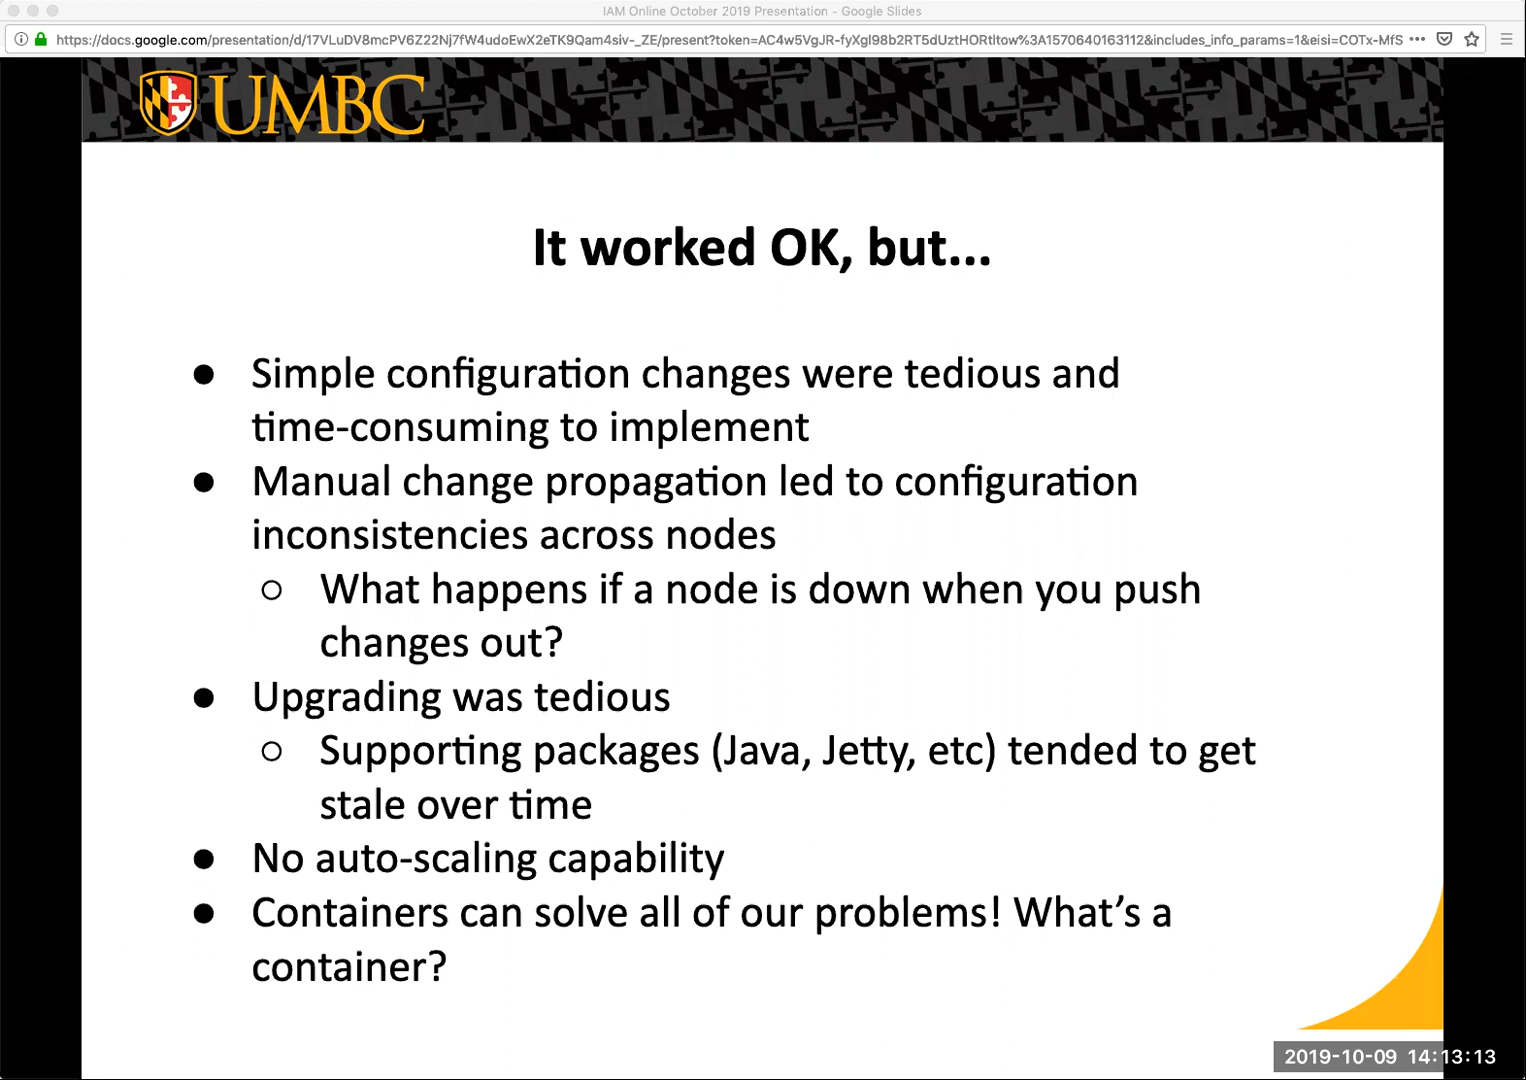 IAM Online October 2019 Presentation - Google Slides
https://docs.google.com/presentation/d/17VLuDV8mcPV6Z22Nj7fW4udoEwX2eTK9Qam4siv-_ZE/present?token=AC4w5VgJR-fyXgl98b2RT5dUztHORtltow%3A1570640163112&includes_info_params=1&eisi=COTx-MfS
UMBC
It worked OK, but...
● Simple configuration changes were tedious and
time-consuming to implement
● Manual change propagation led to configuration
inconsistencies across nodes
○ What happens if a node is down when you push
changes out?
● Upgrading was tedious
○ Supporting packages (Java, Jetty, etc) tended to get
stale over time
● No auto-scaling capability
● Containers can solve all of our problems! What’s a
container?
2019-10-09 14:13:13